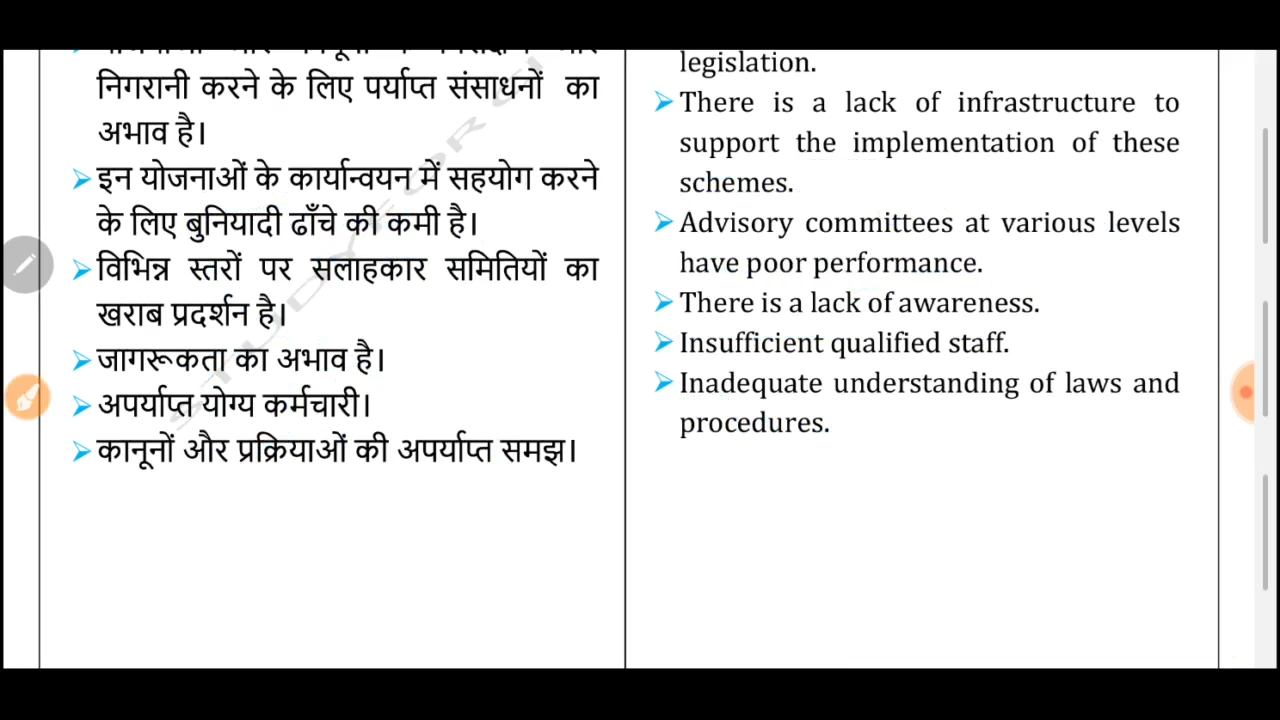 निगरानी करने के लिए पर्याप्त संसाधनों का
अभाव है।
इन योजनाओं के कार्यान्वयन में सहयोग करने
के लिए बुनियादी ढाँचे की कमी है।
विभिन्न स्तरों पर सलाहकार समितियों का
खराब प्रदर्शन है।
जागरूकता का अभाव है।
अपर्याप्त योग्य कर्मचारी।
कानूनों और प्रक्रियाओं की अपर्याप्त समझ।
legislation.
There is a lack of infrastructure to
support the implementation of these
schemes.
Advisory committees at various levels
have poor performance.
There is a lack of awareness.
Insufficient qualified staff.
Inadequate understanding of laws and
procedures.